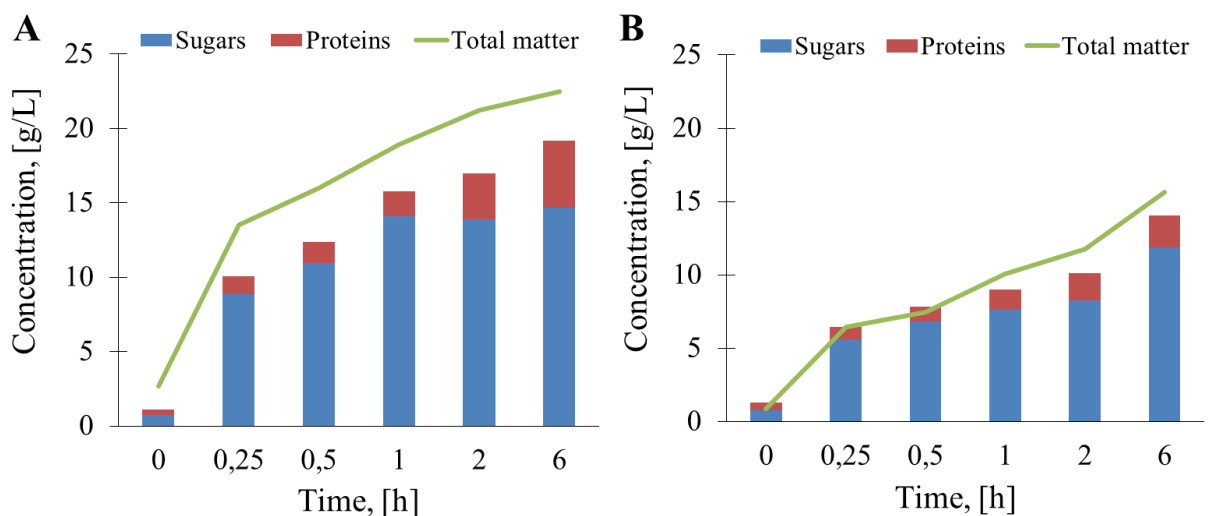 A
Sugars Proteins Total matter
25
20
15
10
5
0
Concentration, [g/L]
0 0,25 0,5 1 2 6
Time, [h]
B
Sugars Proteins Total matter
25
20
15
10
5
0
Concentration, [g/L]
0 0,25 0,5 1 2 6
Time, [h]